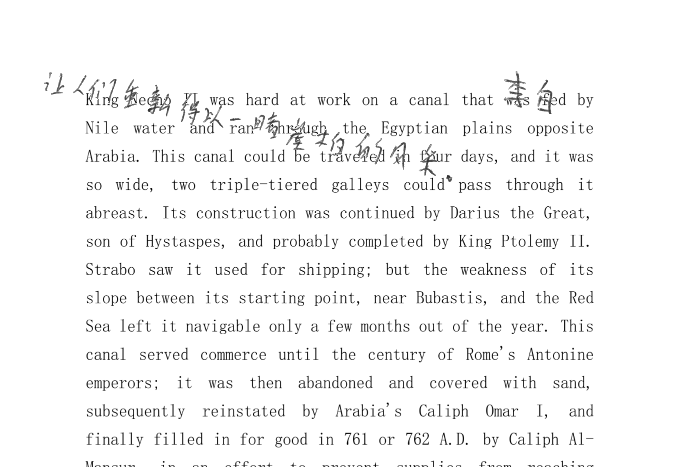 让人们重新得以一睹崖柏的风采。
King Necho II was hard at work on a canal that was fed by
Nile water and ran through the Egyptian plains opposite
Arabia. This canal could be traveled in four days, and it was
so wide, two triple-tiered galleys could pass through it
abreast. Its construction was continued by Darius the Great,
son of Hystaspes, and probably completed by King Ptolemy II.
Strabo saw it used for shipping; but the weakness of its
slope between its starting point, near Bubastis, and the Red
Sea left it navigable only a few months out of the year. This
canal served commerce until the century of Rome's Antonine
emperors; it was then abandoned and covered with sand,
subsequently reinstated by Arabia's Caliph Omar I, and
finally filled in for good in 761 or 762 A.D. by Caliph Al-
Mansur, in an effort to prevent supplies from reaching